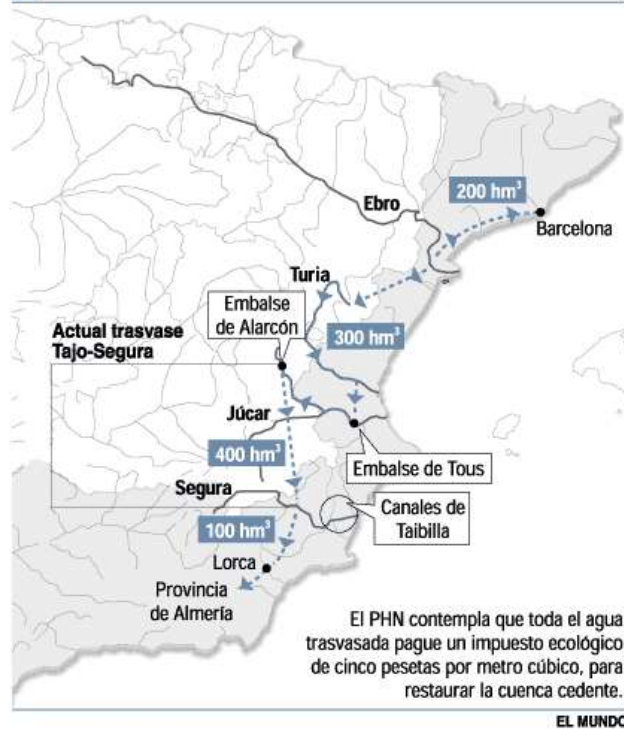 Ebro
200 hm³
Barcelona
Turia
Embalse
de Alarcón
300 hm³
Actual trasvase
Tajo-Segura
Júcar
400 hm³
Embalse de Tous
Segura
Canales de
Taibilla
100 hm³
Lorca
Provincia
de Almería
El PHN contempla que toda el agua
trasvasada pague un impuesto ecológico
de cinco pesetas por metro cúbico, para
restaurar la cuenca cedente.
EL MUNDO